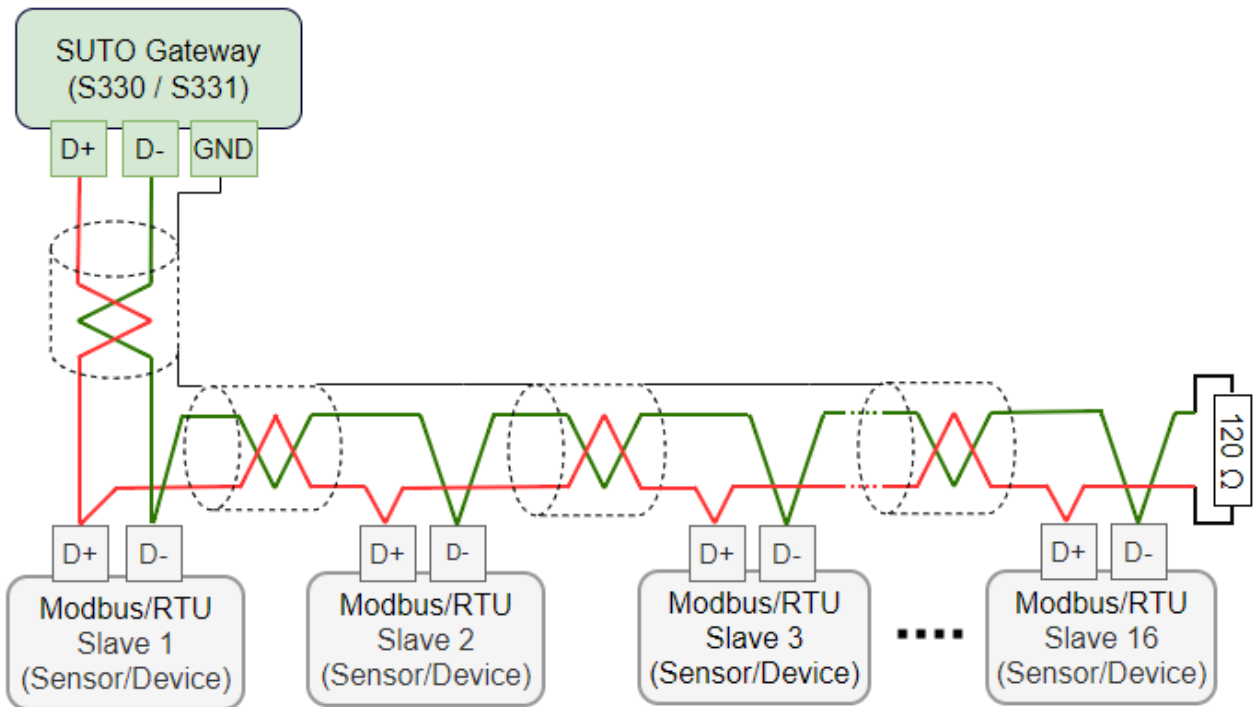 SUTO Gateway
(S330 / S331)
D+ D- GND
120 Ω
D+ D- D+ D- D+ D- D+ D-
Modbus/RTU
Slave 1
(Sensor/Device)
Modbus/RTU
Slave 2
(Sensor/Device)
Modbus/RTU
Slave 3
(Sensor/Device)
Modbus/RTU
Slave 16
(Sensor/Device)